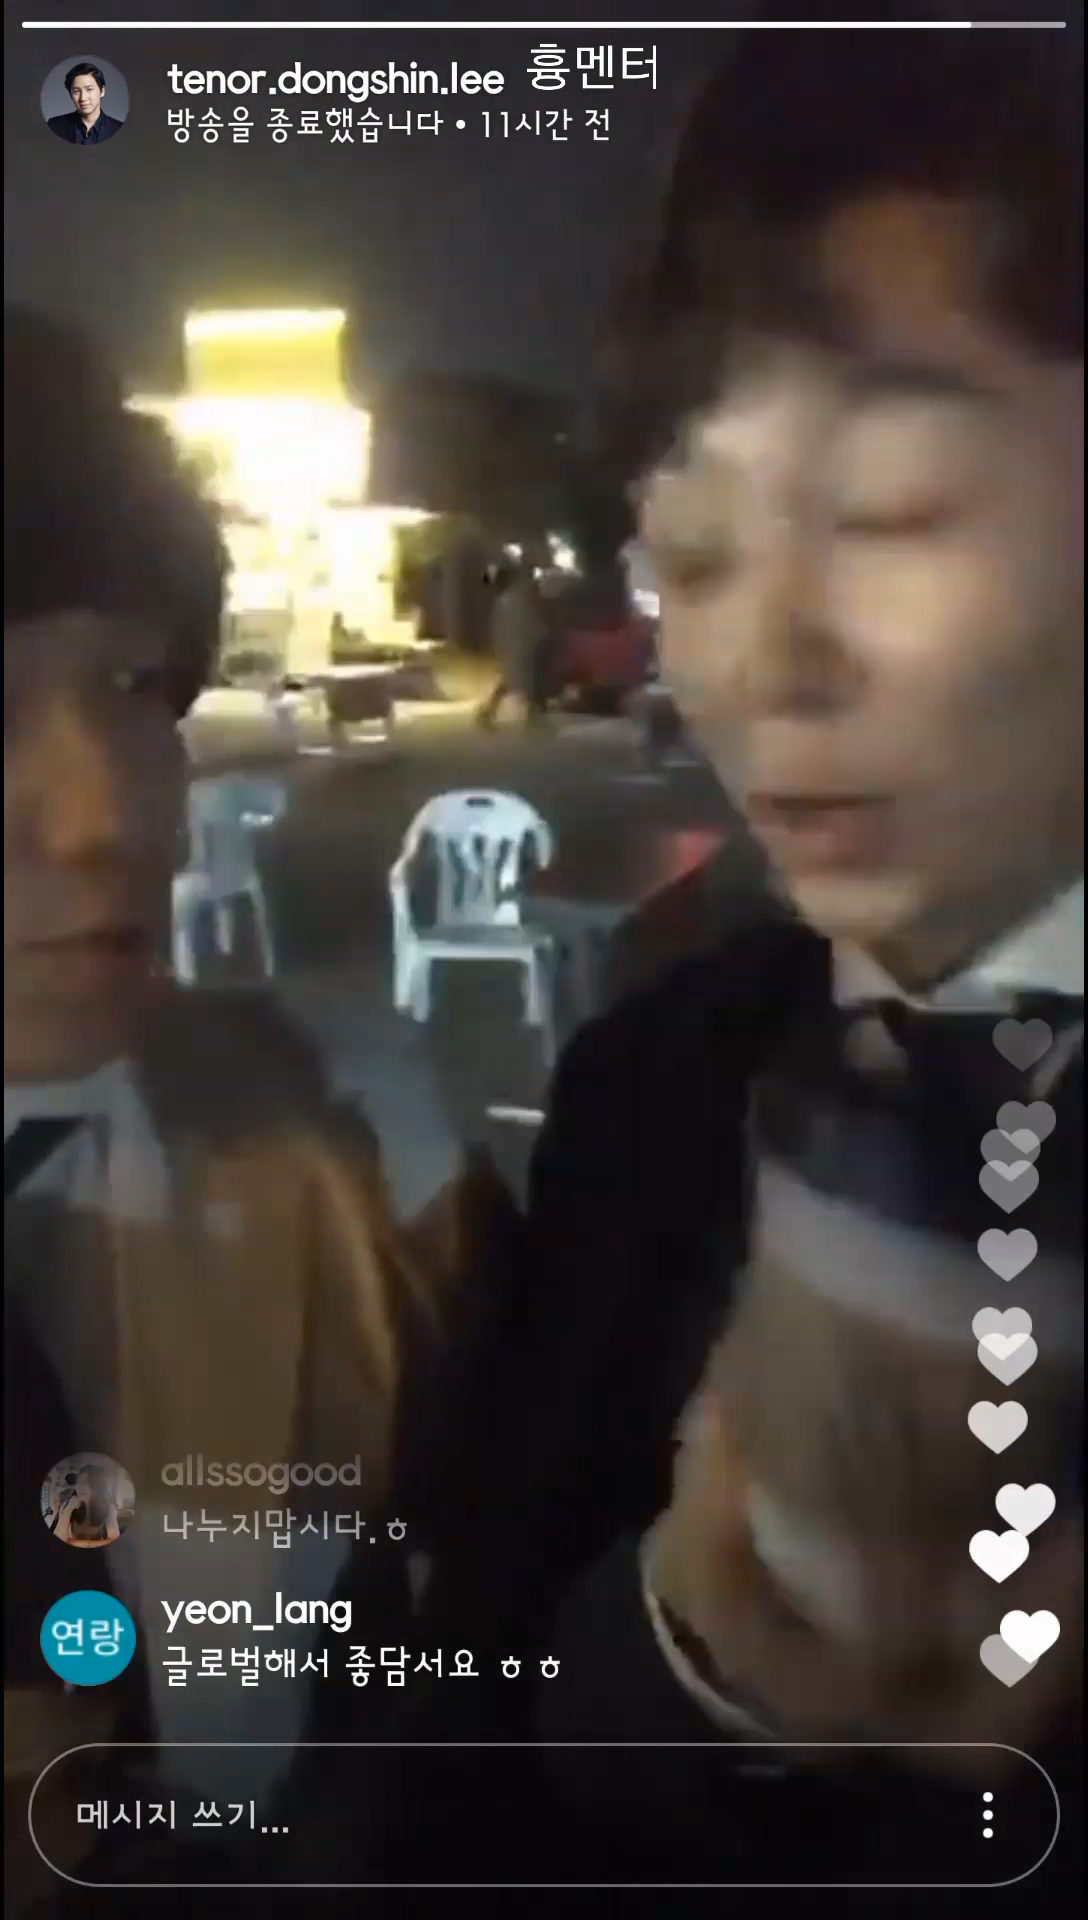 tenor.dongshin.lee 흉멘터
방송을 종료했습니다 • 11시간 전
allssogood
나누지맙시다.ㅎ
연랑
yeon_lang
글로벌해서 좋담서요 ㅎㅎ
메시지 쓰기...